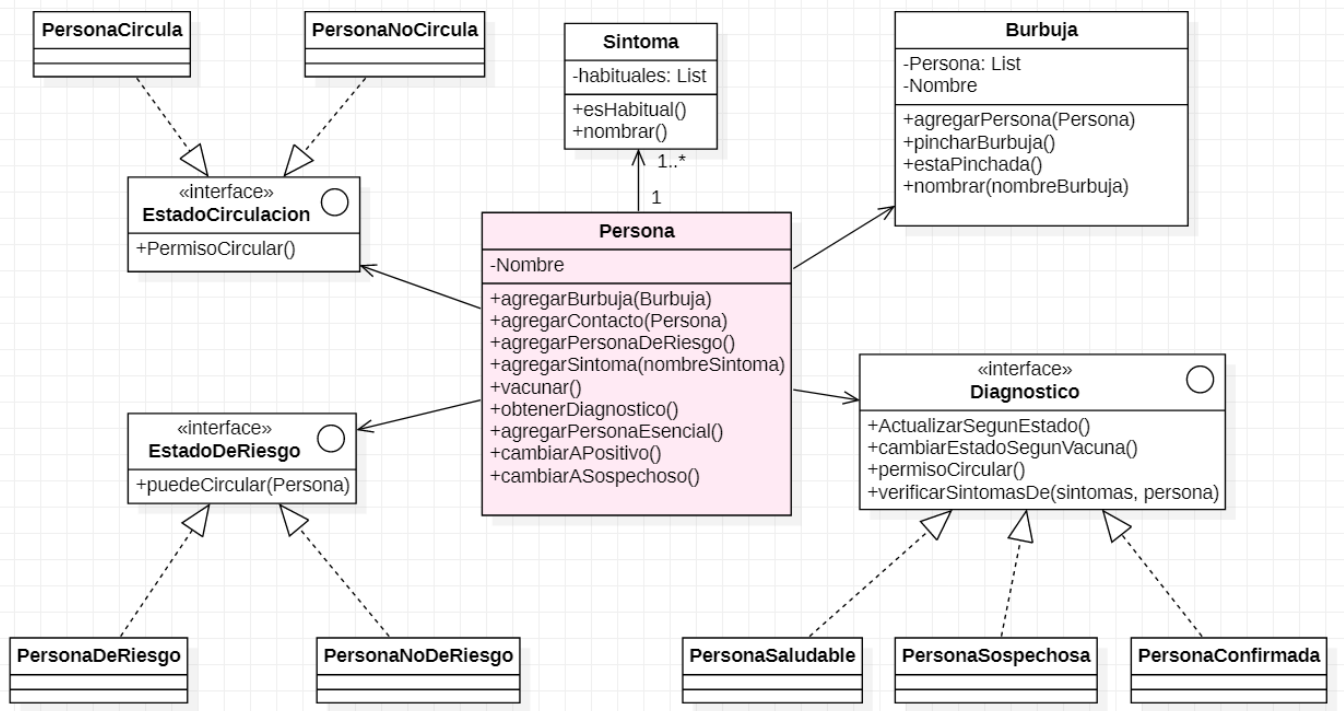 PersonaCircula
PersonaNoCircula
Sintoma
-habituales: List
+esHabitual()
+nombrar()
Burbuja
-Persona: List
-Nombre
+agregarPersona(Persona)
+pincharBurbuja()
+estaPinchada()
+nombrar(nombreBurbuja)
1..*
1
«interface»
EstadoCirculacion
+PermisoCircular()
Persona
-Nombre
+agregarBurbuja(Burbuja)
+agregarContacto(Persona)
+agregarPersonaDeRiesgo()
+agregarSintoma(nombreSintoma)
+vacunar()
+obtenerDiagnostico()
+agregarPersonaEsencial()
+cambiarAPositivo()
+cambiarASospechoso()
«interface»
Diagnostico
+ActualizarSegunEstado()
+cambiarEstadoSegunVacuna()
+permisoCircular()
+verificarSintomasDe(sintomas, persona)
«interface»
EstadoDeRiesgo
+puedeCircular(Persona)
PersonaDeRiesgo
PersonaNoDeRiesgo
PersonaSaludable
PersonaSospechosa
PersonaConfirmada